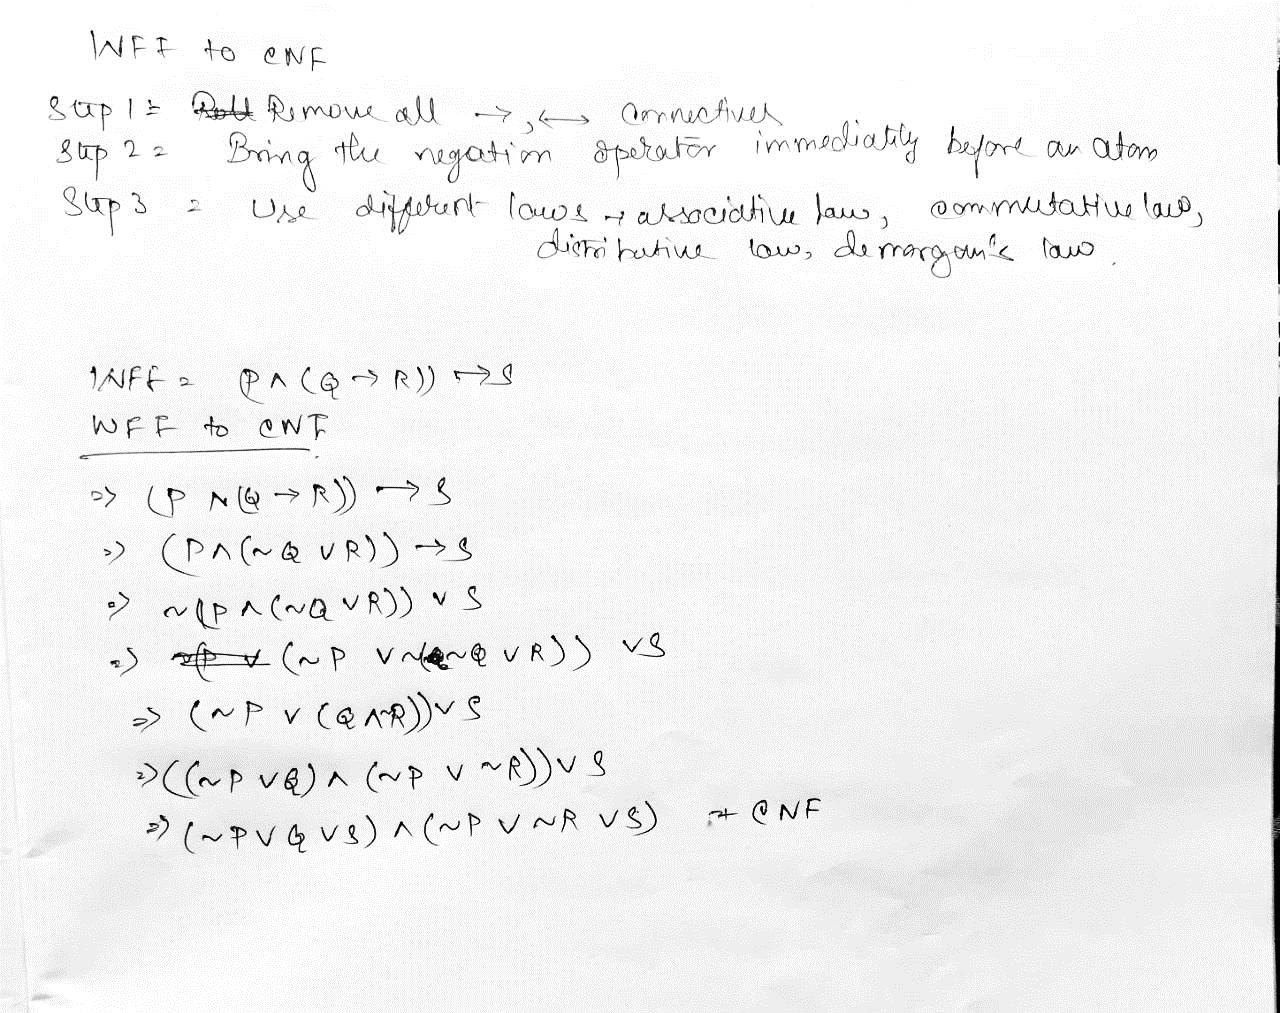 WFF to CNF
Step 1 = Remove all →, ↔ connectives
Step 2 = Bring the negation operator immediately before an atom
Step 3 = Use different laws → associative law, commutative law,
distributive law, demorgan's law.
WFF = (P ∧ (Q → R)) → S
WFF to CNF
=> (P ∧ (Q → R)) → S
=> (P ∧ (~Q ∨ R)) → S
=> ~(P ∧ (~Q ∨ R)) ∨ S
=> (~P ∨ ~(~Q ∨ R)) ∨ S
=> (~P ∨ (Q ∧ ~R)) ∨ S
=> ((~P ∨ Q) ∧ (~P ∨ ~R)) ∨ S
=> (~P ∨ Q ∨ S) ∧ (~P ∨ ~R ∨ S) → CNF